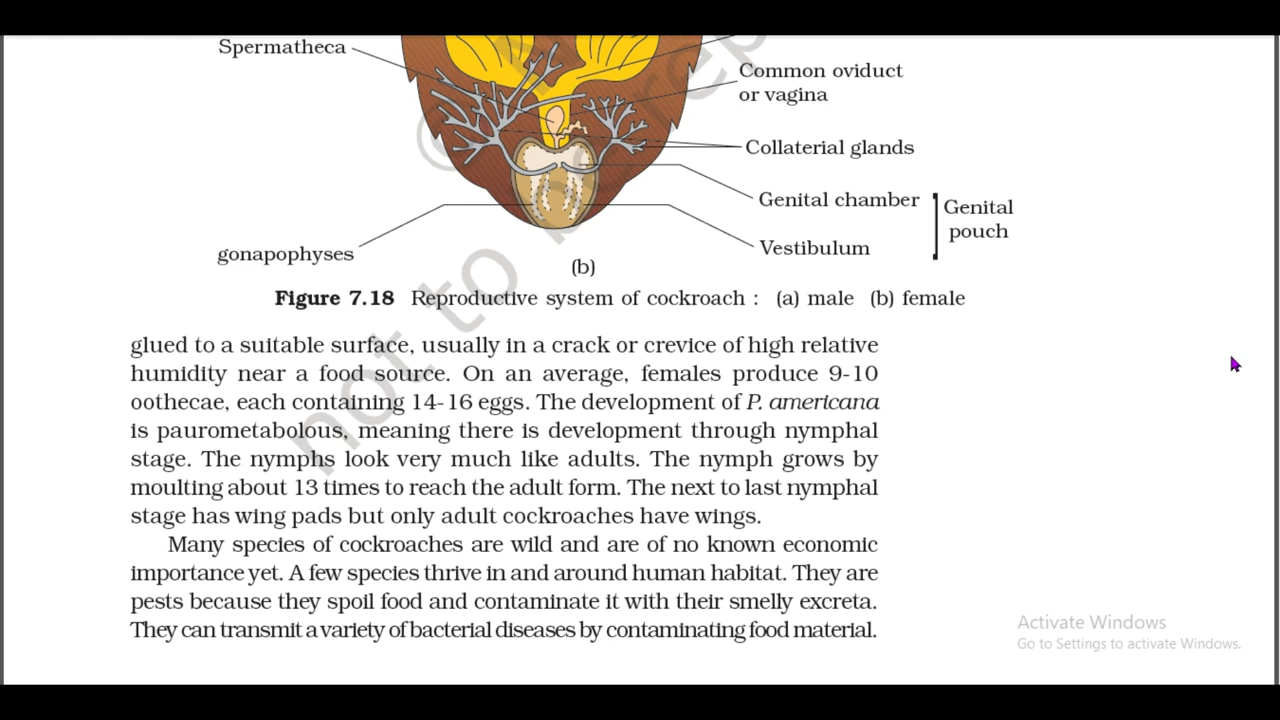 Spermatheca
Common oviduct
or vagina
Collaterial glands
Genital chamber
Genital
pouch
Vestibulum
gonapophyses
(b)
Figure 7.18 Reproductive system of cockroach : (a) male (b) female
glued to a suitable surface, usually in a crack or crevice of high relative
humidity near a food source. On an average, females produce 9-10
oothecae, each containing 14-16 eggs. The development of P. americana
is paurometabolous, meaning there is development through nymphal
stage. The nymphs look very much like adults. The nymph grows by
moulting about 13 times to reach the adult form. The next to last nymphal
stage has wing pads but only adult cockroaches have wings.
Many species of cockroaches are wild and are of no known economic
importance yet. A few species thrive in and around human habitat. They are
pests because they spoil food and contaminate it with their smelly excreta.
They can transmit a variety of bacterial diseases by contaminating food material.
not to be rep
Activate Windows
Go to Settings to activate Windows.